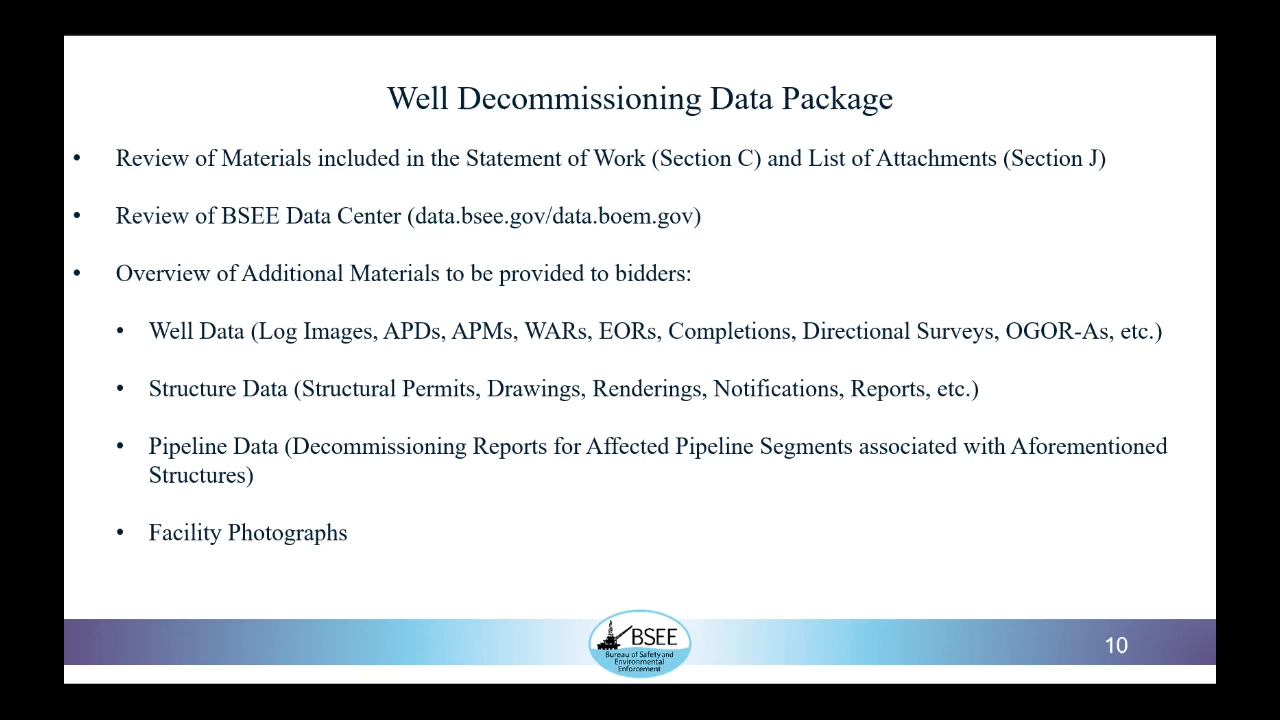 Well Decommissioning Data Package
• Review of Materials included in the Statement of Work (Section C) and List of Attachments (Section J)
• Review of BSEE Data Center (data.bsee.gov/data.boem.gov)
• Overview of Additional Materials to be provided to bidders:
• Well Data (Log Images, APDs, APMs, WARs, EORs, Completions, Directional Surveys, OGOR-As, etc.)
• Structure Data (Structural Permits, Drawings, Renderings, Notifications, Reports, etc.)
• Pipeline Data (Decommissioning Reports for Affected Pipeline Segments associated with Aforementioned
Structures)
• Facility Photographs
BSEE
Bureau of Safety and
Environmental
Enforcement
10